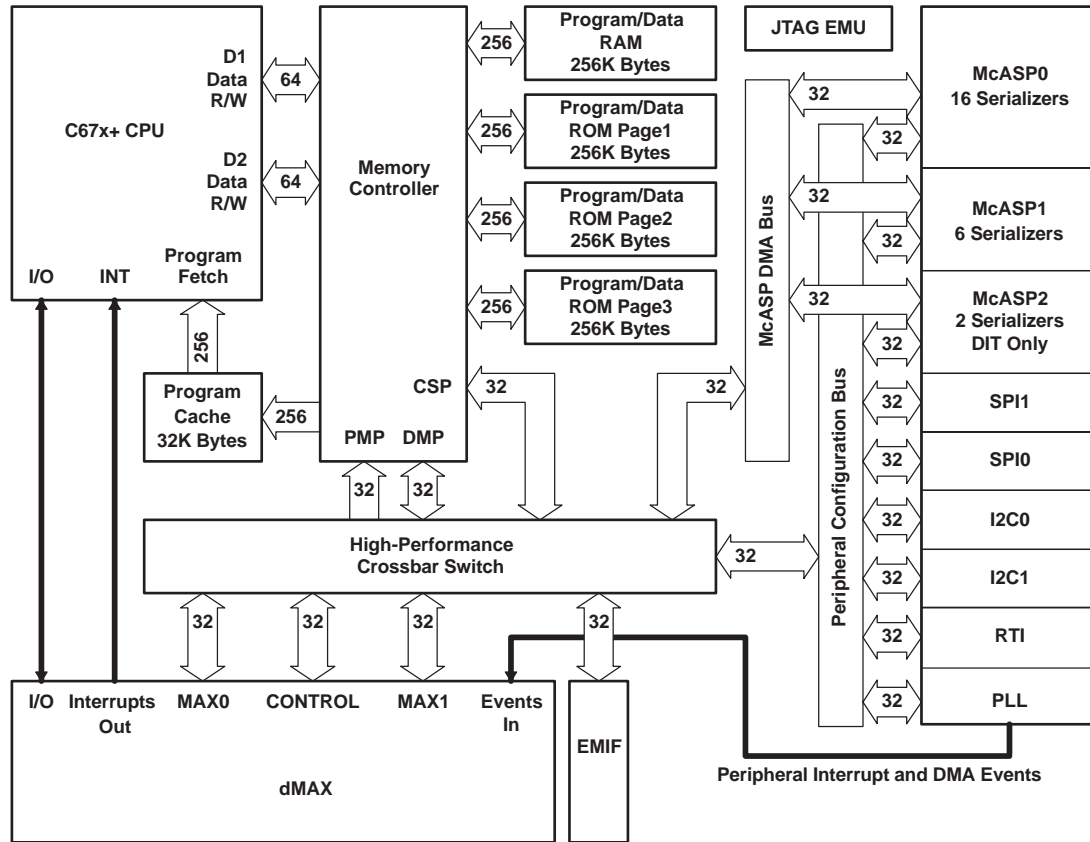 D1
Data
R/W
64
C67x+ CPU
D2
Data
R/W
64
Program
Fetch
I/O
INT
256
Program
Cache
32K Bytes
256
Memory
Controller
CSP
32
PMP
DMP
32
32
256
Program/Data
RAM
256K Bytes
256
Program/Data
ROM Page1
256K Bytes
256
Program/Data
ROM Page2
256K Bytes
256
Program/Data
ROM Page3
256K Bytes
JTAG EMU
McASP DMA Bus
32
Peripheral Configuration Bus
32
32
32
McASP0
16 Serializers
32
32
McASP1
6 Serializers
32
32
McASP2
2 Serializers
DIT Only
32
SPI1
32
SPI0
32
I2C0
32
I2C1
32
RTI
32
PLL
High-Performance
Crossbar Switch
32
32
32
32
32
I/O
Interrupts
Out
MAX0
CONTROL
MAX1
Events
In
dMAX
EMIF
Peripheral Interrupt and DMA Events